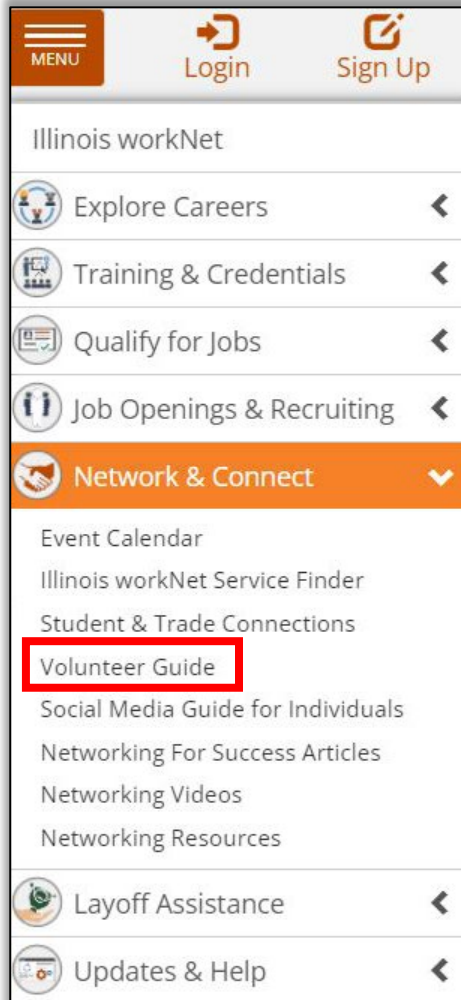 MENU
Login
Sign Up
Illinois workNet
Explore Careers
Training & Credentials
Qualify for Jobs
Job Openings & Recruiting
Network & Connect
Event Calendar
Illinois workNet Service Finder
Student & Trade Connections
Volunteer Guide
Social Media Guide for Individuals
Networking For Success Articles
Networking Videos
Networking Resources
Layoff Assistance
Updates & Help